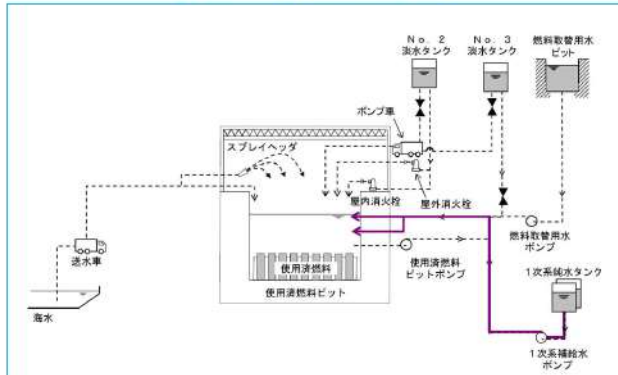 No. 2
淡水タンク
No. 3
淡水タンク
燃料取替用水
ピット
ポンプ車
スプレイヘッダ
屋内消火栓
屋外消火栓
燃料取替用水
ポンプ
送水車
使用済燃料
使用済燃料
ピットポンプ
1次系純水タンク
使用済燃料ピット
海水
1次系補給水
ポンプ